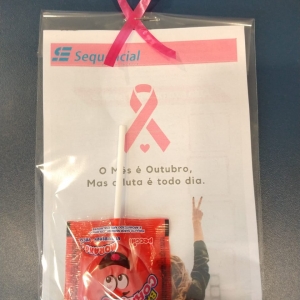 Sequencial
O Mês é Outubro,
Mas a luta é todo dia.